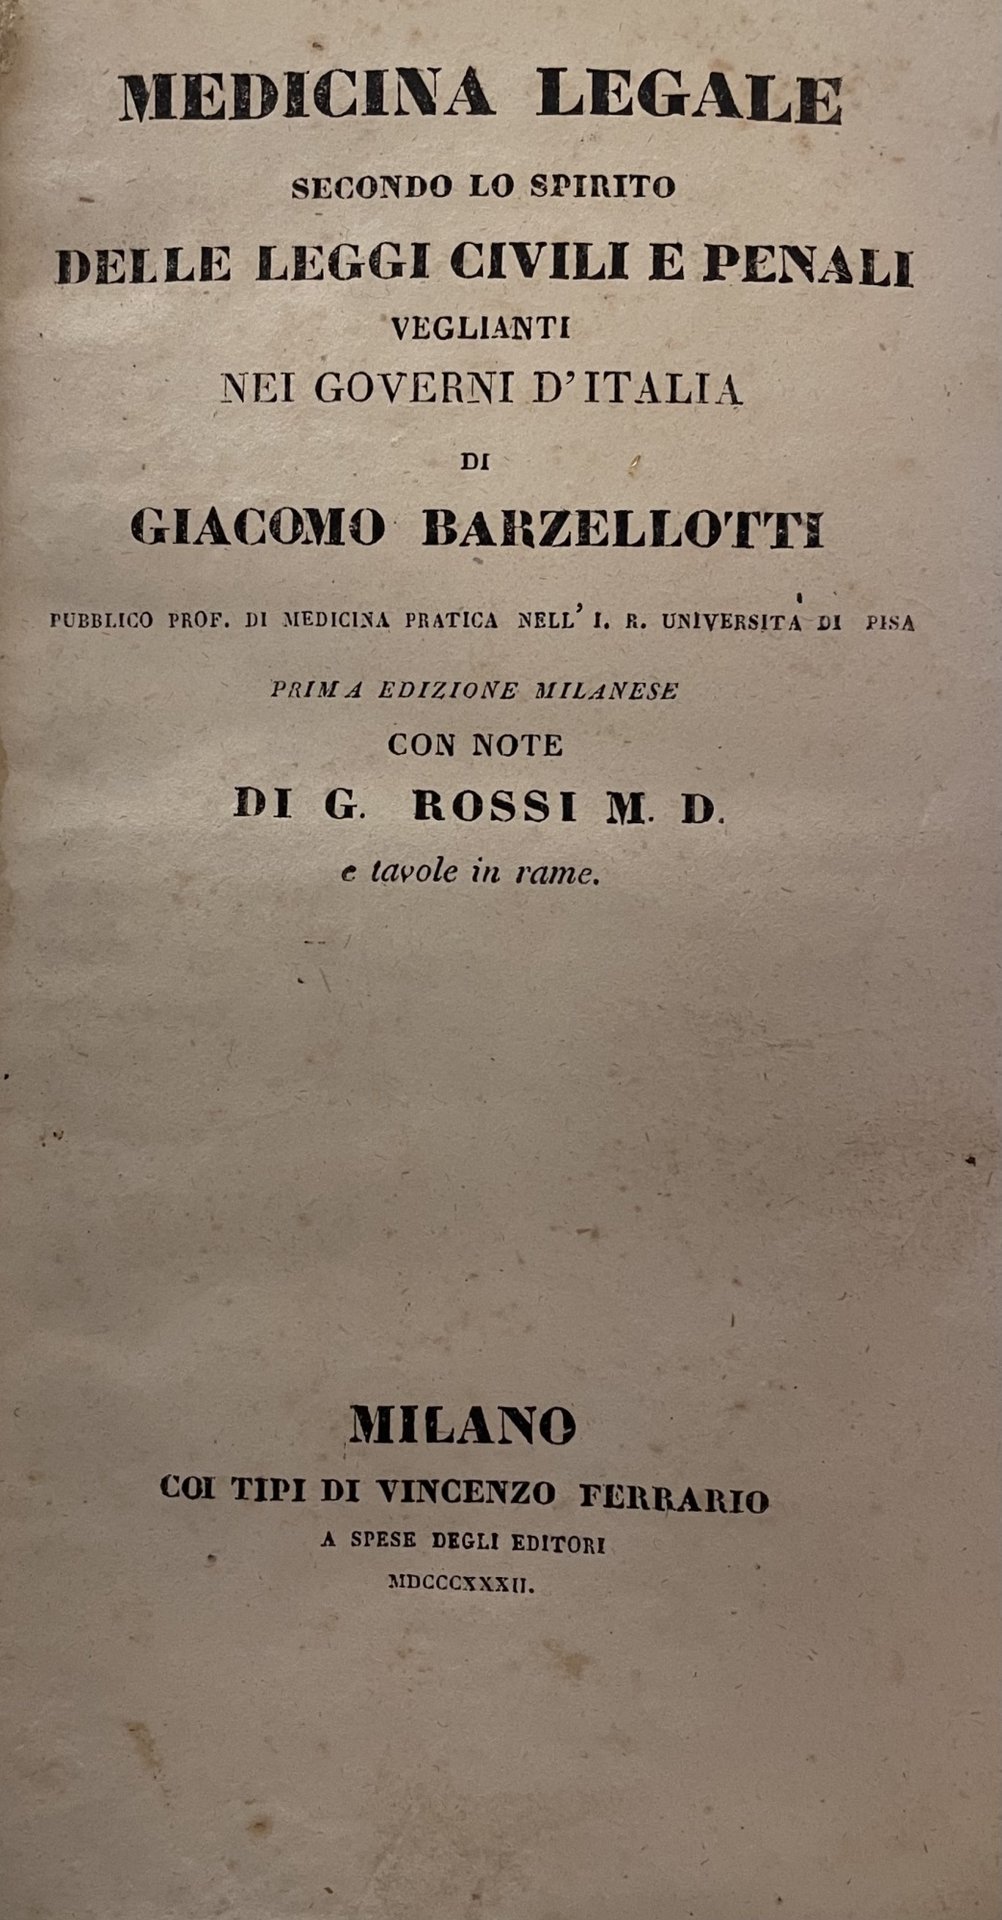 MEDICINA LEGALE
SECONDO LO SPIRITO
DELLE LEGGI CIVILI E PENALI
VEGLIANTI
NEI GOVERNI D'ITALIA
DI
GIACOMO BARZELLOTTI
PUBBLICO PROF. DI MEDICINA PRATICA NELL' I. R. UNIVERSITÀ DI PISA
PRIMA EDIZIONE MILANESE
CON NOTE
DI G. ROSSI M. D.
e tavole in rame.
MILANO
COI TIPI DI VINCENZO FERRARIO
A SPESE DEGLI EDITORI
MDCCCXXXII.